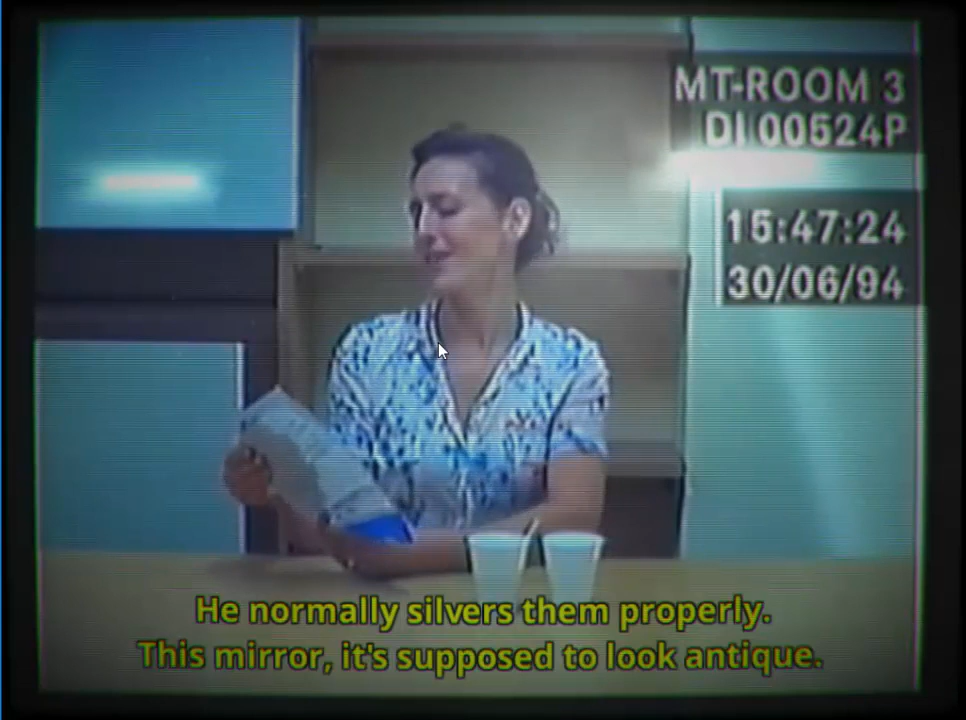 MT-ROOM 3
DI 00524P
15:47:24
30/06/94
He normally silvers them properly.
This mirror, it's supposed to look antique.